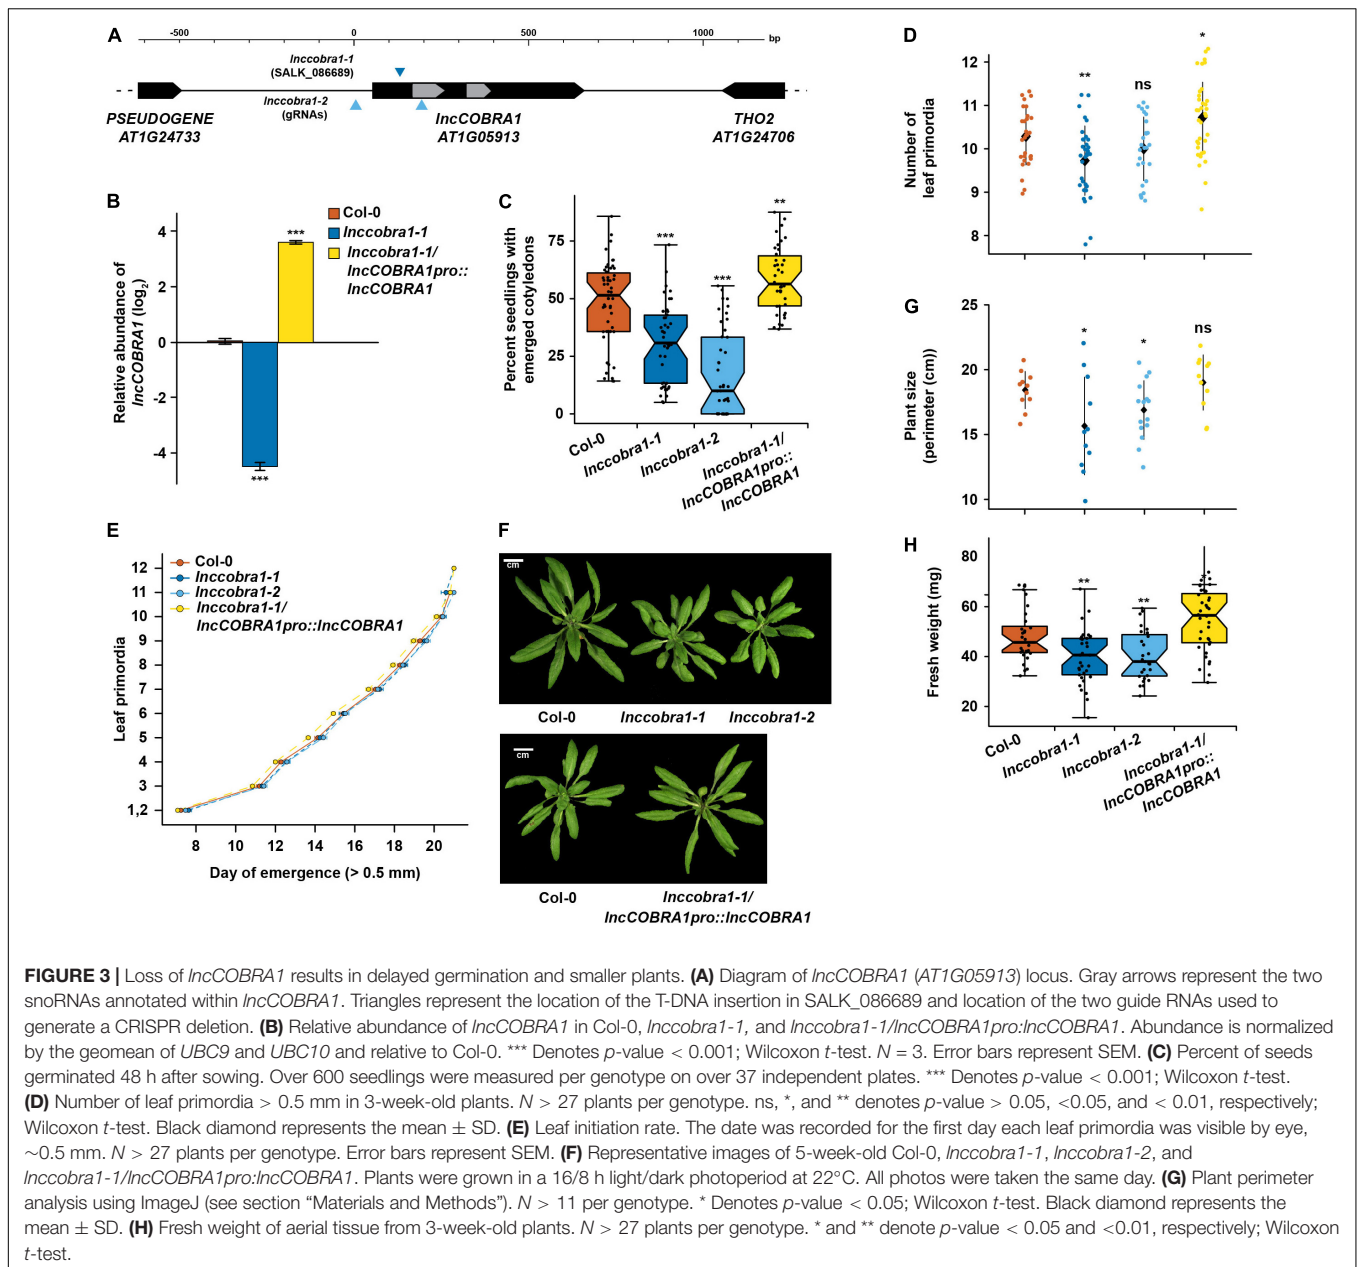 A
-500
0
500
1000
bp
lnccobra1-1
(SALK_086689)
lnccobra1-2
(gRNAs)
PSEUDOGENE
AT1G24733
lncCOBRA1
AT1G05913
THO2
AT1G24706
B
Relative abundance of
lncCOBRA1 (log2)
4
2
0
-2
-4
***
***
Col-0
lnccobra1-1
lnccobra1-1/
lncCOBRA1pro::
lncCOBRA1
C
Percent seedlings with
emerged cotyledons
75
50
25
0
***
***
**
Col-0
lnccobra1-1
lnccobra1-2
lnccobra1-1/
lncCOBRA1pro::
lncCOBRA1
D
Number of
leaf primordia
12
11
10
9
8
**
ns
*
G
Plant size
(perimeter (cm))
25
20
15
10
*
*
ns
E
Leaf primordia
12
11
10
9
8
7
6
5
4
3
1,2
Col-0
lnccobra1-1
lnccobra1-2
lnccobra1-1/
lncCOBRA1pro::lncCOBRA1
8
10
12
14
16
18
20
Day of emergence (> 0.5 mm)
F
cm
Col-0
lnccobra1-1
lnccobra1-2
cm
Col-0
lnccobra1-1/
lncCOBRA1pro::lncCOBRA1
H
Fresh weight (mg)
80
60
40
20
**
**
Col-0
lnccobra1-1
lnccobra1-2
lnccobra1-1/
lncCOBRA1pro::
lncCOBRA1
FIGURE 3 | Loss of lncCOBRA1 results in delayed germination and smaller plants. (A) Diagram of lncCOBRA1 (AT1G05913) locus. Gray arrows represent the two
snoRNAs annotated within lncCOBRA1. Triangles represent the location of the T-DNA insertion in SALK_086689 and location of the two guide RNAs used to
generate a CRISPR deletion. (B) Relative abundance of lncCOBRA1 in Col-0, lnccobra1-1, and lnccobra1-1/lncCOBRA1pro:lncCOBRA1. Abundance is normalized
by the geomean of UBC9 and UBC10 and relative to Col-0. *** Denotes p-value < 0.001; Wilcoxon t-test. N = 3. Error bars represent SEM. (C) Percent of seeds
germinated 48 h after sowing. Over 600 seedlings were measured per genotype on over 37 independent plates. *** Denotes p-value < 0.001; Wilcoxon t-test.
(D) Number of leaf primordia > 0.5 mm in 3-week-old plants. N > 27 plants per genotype. ns, *, and ** denotes p-value > 0.05, <0.05, and < 0.01, respectively;
Wilcoxon t-test. Black diamond represents the mean ± SD. (E) Leaf initiation rate. The date was recorded for the first day each leaf primordia was visible by eye,
~0.5 mm. N > 27 plants per genotype. Error bars represent SEM. (F) Representative images of 5-week-old Col-0, lnccobra1-1, lnccobra1-2, and
lnccobra1-1/lncCOBRA1pro:lncCOBRA1. Plants were grown in a 16/8 h light/dark photoperiod at 22°C. All photos were taken the same day. (G) Plant perimeter
analysis using ImageJ (see section “Materials and Methods”). N > 11 per genotype. * Denotes p-value < 0.05; Wilcoxon t-test. Black diamond represents the
mean ± SD. (H) Fresh weight of aerial tissue from 3-week-old plants. N > 27 plants per genotype. * and ** denote p-value < 0.05 and <0.01, respectively; Wilcoxon
t-test.